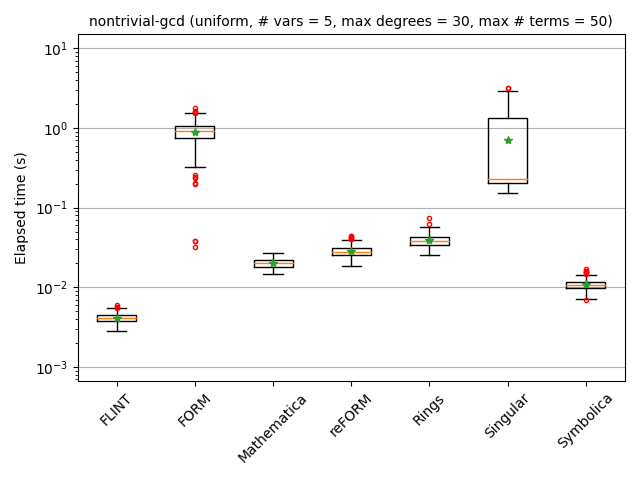 nontrivial-gcd (uniform, # vars = 5, max degrees = 30, max # terms = 50)
Elapsed time (s)
10¹
10⁰
10⁻¹
10⁻²
10⁻³
FLINT
FORM
Mathematica
reFORM
Rings
Singular
Symbolica